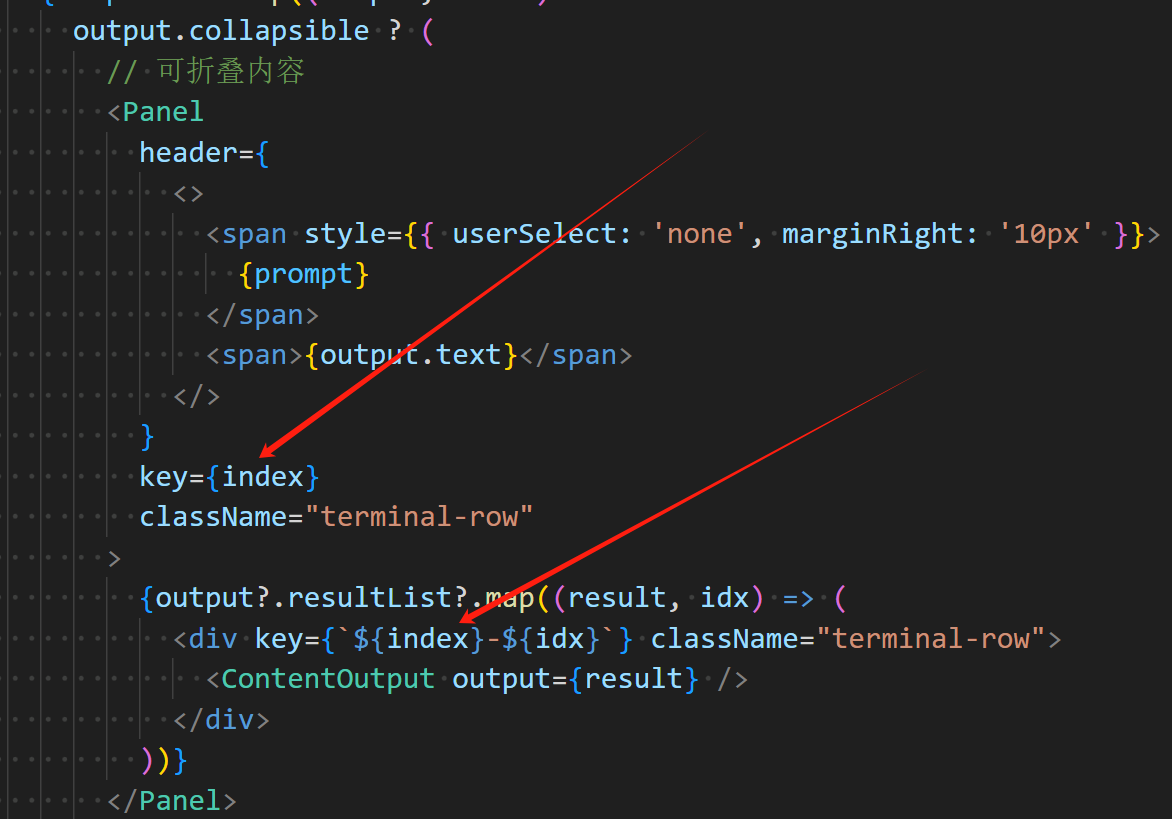 output.collapsible ? (
// 可折叠内容
<Panel
header={
<>
<span style={{ userSelect: 'none', marginRight: '10px' }}>
{prompt}
</span>
<span>{output.text}</span>
</>
}
key={index}
className="terminal-row"
>
{output?.resultList?.map((result, idx) => (
<div key={`${index}-${idx}`} className="terminal-row">
<ContentOutput output={result} />
</div>
))}
</Panel>